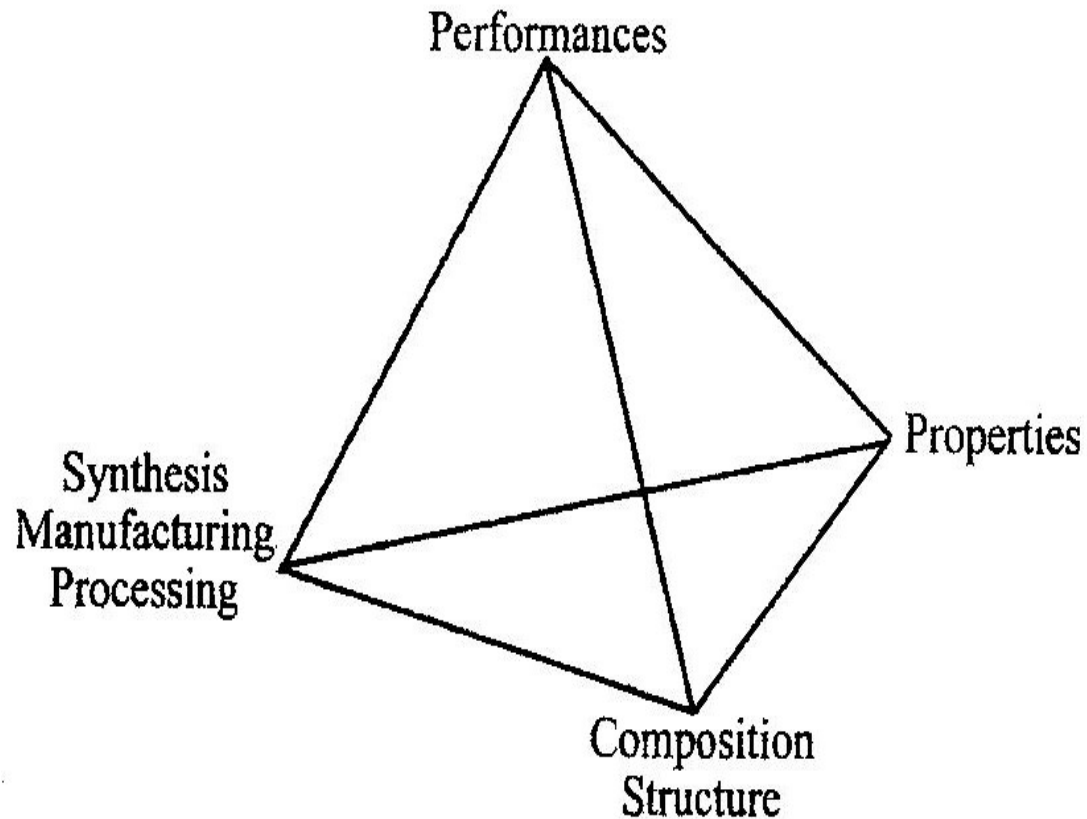 Performances
Properties
Synthesis
Manufacturing
Processing
Composition
Structure